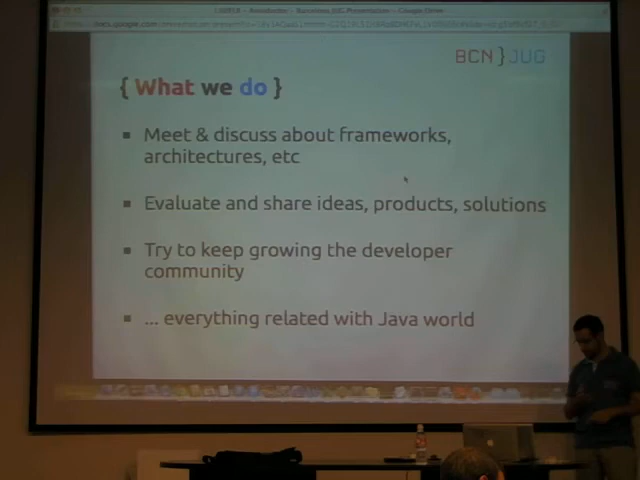 BCN}JUG
{ What we do }
▪ Meet & discuss about frameworks,
architectures, etc
▪ Evaluate and share ideas, products, solutions
▪ Try to keep growing the developer
community
▪ ... everything related with Java world